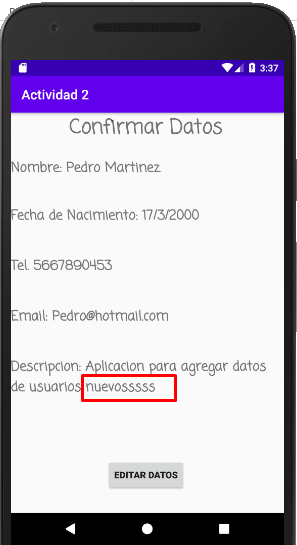 3:37
Actividad 2
Confirmar Datos
Nombre: Pedro Martinez
Fecha de Nacimiento: 17/3/2000
Tel. 5667890453
Email: Pedro@hotmail.com
Descripcion: Aplicacion para agregar datos
de usuarios nuevosssss
EDITAR DATOS